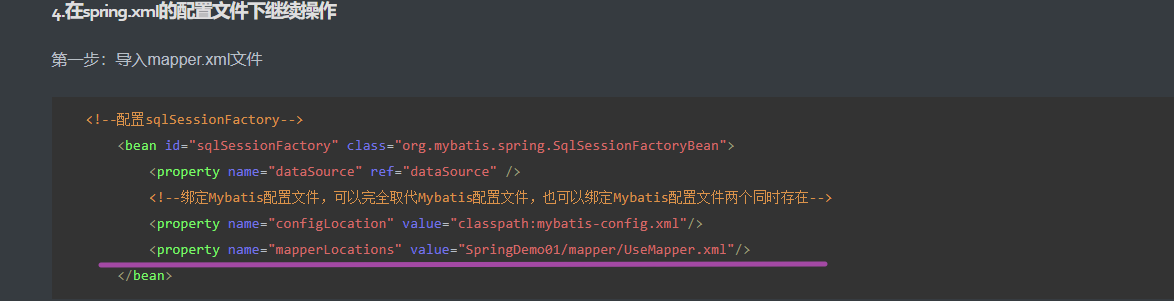 4.在spring.xml的配置文件下继续操作
第一步：导入mapper.xml文件
<!--配置sqlSessionFactory-->
<bean id="sqlSessionFactory" class="org.mybatis.spring.SqlSessionFactoryBean">
<property name="dataSource" ref="dataSource" />
<!--绑定Mybatis配置文件，可以完全取代Mybatis配置文件，也可以绑定Mybatis配置文件两个同时存在-->
<property name="configLocation" value="classpath:mybatis-config.xml"/>
<property name="mapperLocations" value="SpringDemo01/mapper/UseMapper.xml"/>
</bean>